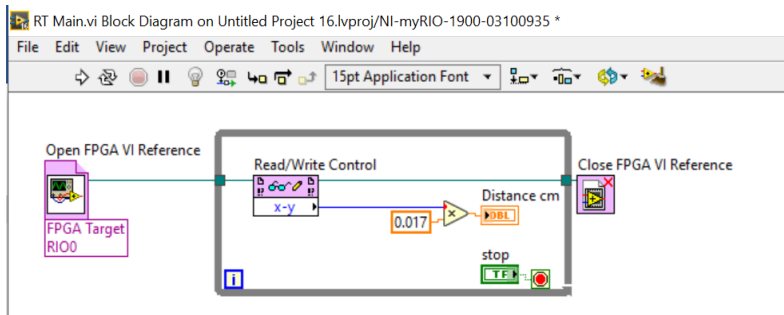 RT Main.vi Block Diagram on Untitled Project 16.lvproj/NI-myRIO-1900-03100935 *
File Edit View Project Operate Tools Window Help
15pt Application Font
Open FPGA VI Reference
FPGA Target
RIO0
Read/Write Control
x-y
0.017
x
Distance cm
DBL
stop
TF
i
Close FPGA VI Reference